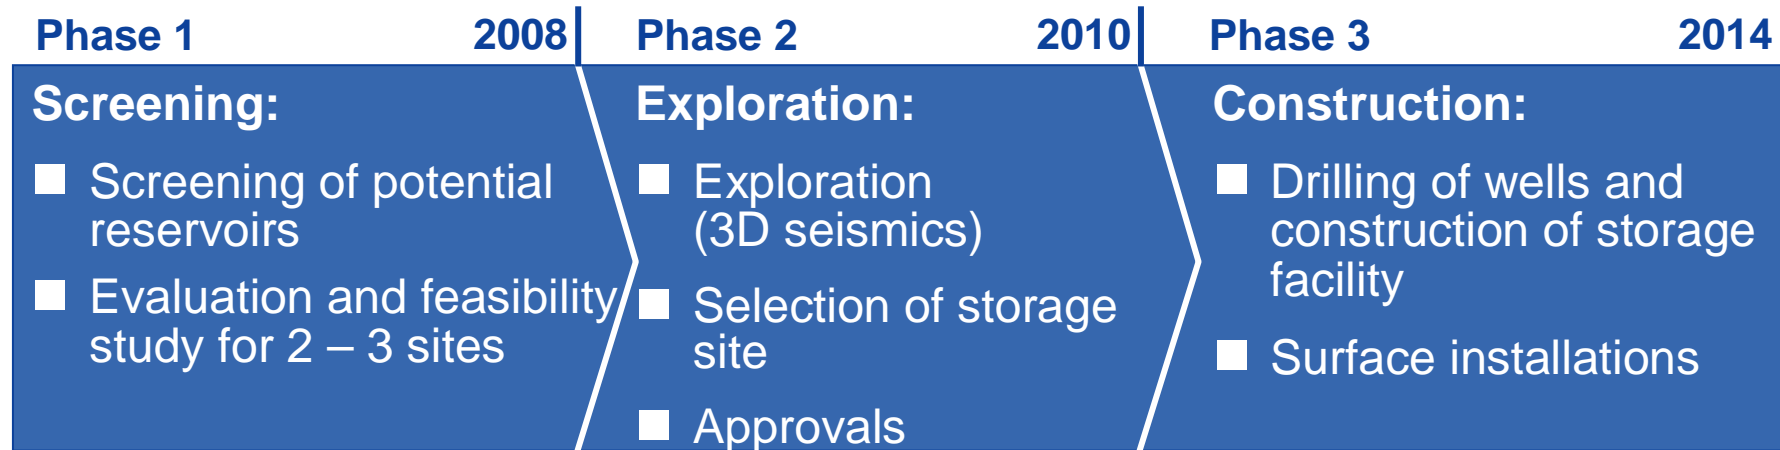 Phase 1 2008 Phase 2 2010 Phase 3 2014
Screening:
Screening of potential
reservoirs
Evaluation and feasibility
study for 2 – 3 sites
Exploration:
Exploration
(3D seismics)
Selection of storage
site
Approvals
Construction:
Drilling of wells and
construction of storage
facility
Surface installations